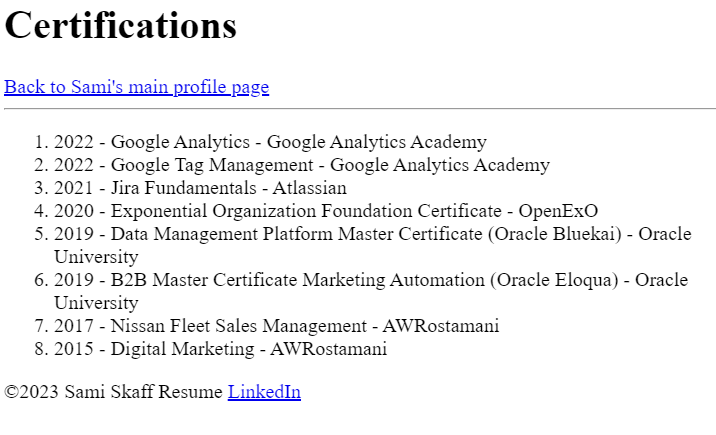 Certifications
Back to Sami's main profile page
1. 2022 - Google Analytics - Google Analytics Academy
2. 2022 - Google Tag Management - Google Analytics Academy
3. 2021 - Jira Fundamentals - Atlassian
4. 2020 - Exponential Organization Foundation Certificate - OpenExO
5. 2019 - Data Management Platform Master Certificate (Oracle Bluekai) - Oracle
University
6. 2019 - B2B Master Certificate Marketing Automation (Oracle Eloqua) - Oracle
University
7. 2017 - Nissan Fleet Sales Management - AWRostamani
8. 2015 - Digital Marketing - AWRostamani
©2023 Sami Skaff Resume LinkedIn